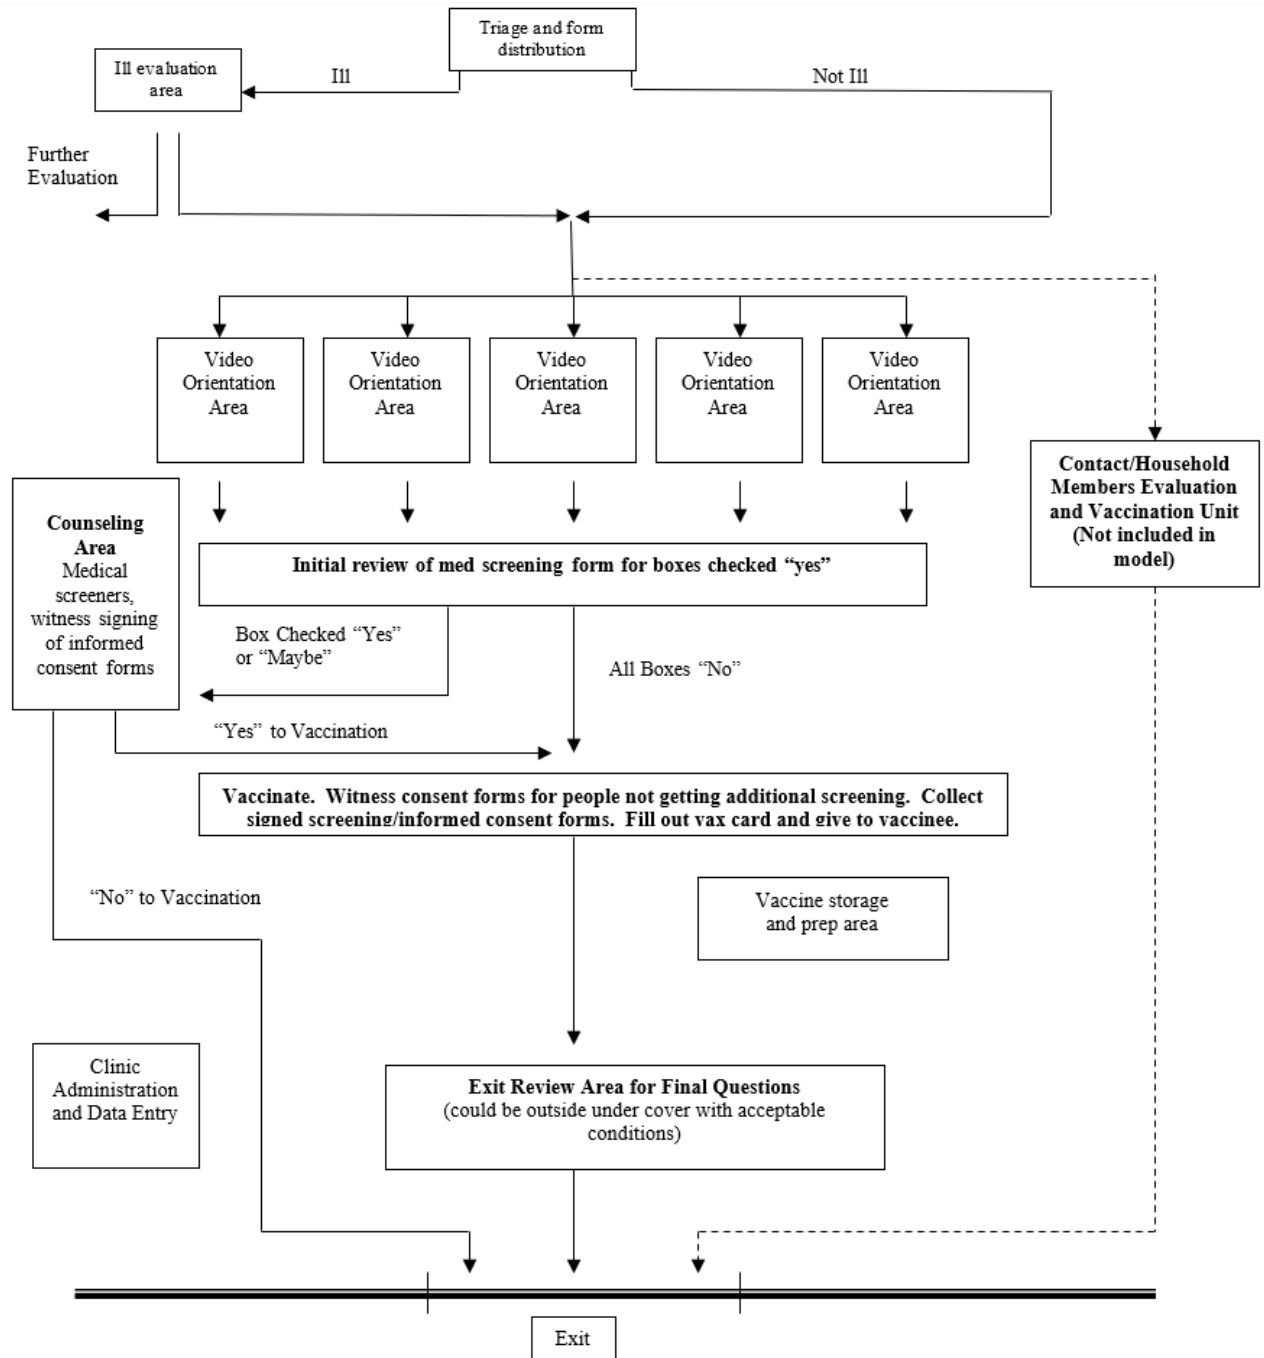 Triage and form
distribution
Ill evaluation
area
Ill
Not Ill
Further
Evaluation
Video
Orientation
Area
Video
Orientation
Area
Video
Orientation
Area
Video
Orientation
Area
Video
Orientation
Area
Contact/Household
Members Evaluation
and Vaccination Unit
(Not included in
model)
Counseling
Area
Medical
screeners,
witness signing
of informed
consent forms
Initial review of med screening form for boxes checked “yes”
Box Checked “Yes”
or “Maybe”
All Boxes “No”
“Yes” to Vaccination
Vaccinate.  Witness consent forms for people not getting additional screening.  Collect
signed screening/informed consent forms.  Fill out vax card and give to vaccinee.
“No” to Vaccination
Vaccine storage
and prep area
Clinic
Administration
and Data Entry
Exit Review Area for Final Questions
(could be outside under cover with acceptable
conditions)
Exit